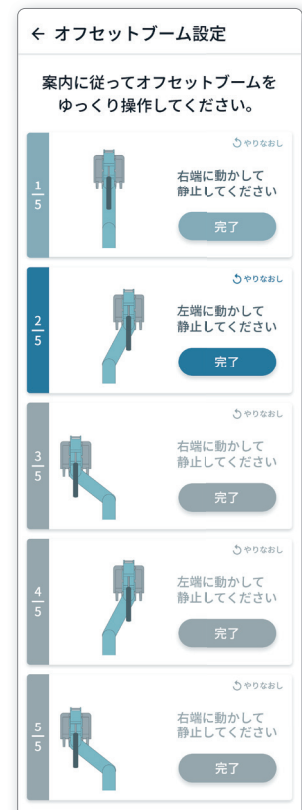 ← オフセットブーム設定
案内に従ってオフセットブームを
ゆっくり操作してください。
やりなおし
1
5
右端に動かして
静止してください
完了
やりなおし
2
5
左端に動かして
静止してください
完了
やりなおし
3
5
右端に動かして
静止してください
完了
やりなおし
4
5
左端に動かして
静止してください
完了
やりなおし
5
5
右端に動かして
静止してください
完了